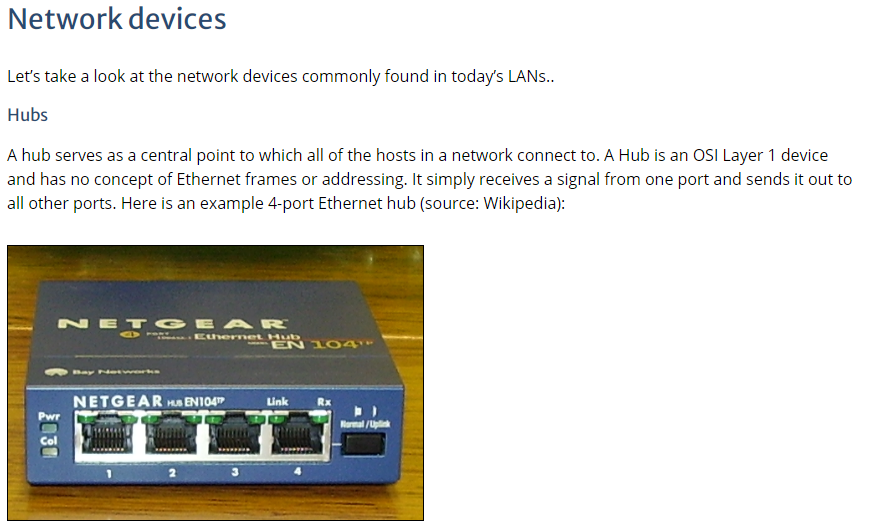 Network devices
Let's take a look at the network devices commonly found in today's LANs..
Hubs
A hub serves as a central point to which all of the hosts in a network connect to. A Hub is an OSI Layer 1 device
and has no concept of Ethernet frames or addressing. It simply receives a signal from one port and sends it out to
all other ports. Here is an example 4-port Ethernet hub (source: Wikipedia):
NETGEAR
4 PORT
Ethernet Hub
MODEL EN 104TP
Bay Networks
NETGEAR HUB EN104TP Link Rx
Pwr
Normal / Uplink
Col
1 2 3 4